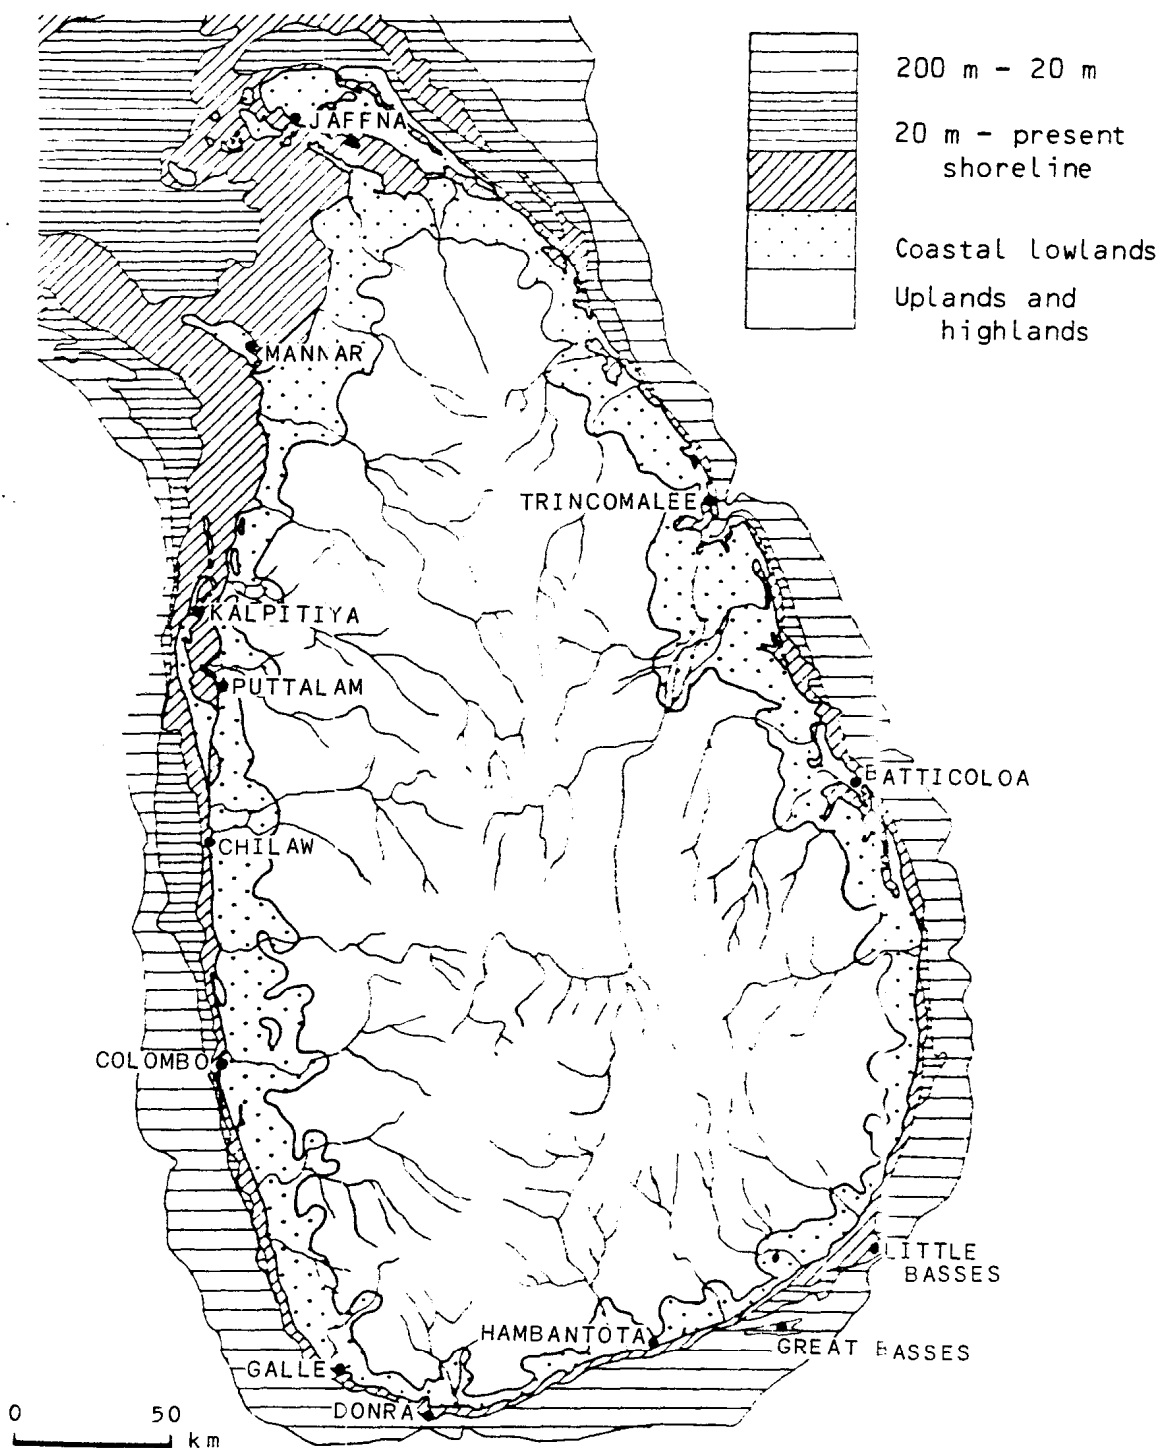 200 m - 20 m
20 m - present
shoreline
Coastal lowlands
Uplands and
highlands
JAFFNA
MANNAR
TRINCOMALEE
KALPITIYA
PUTTALAM
BATTICOLOA
CHILAW
COLOMBO
LITTLE
BASSES
HAMBANTOTA
GREAT BASSES
GALLE
DONRA
0 50
km